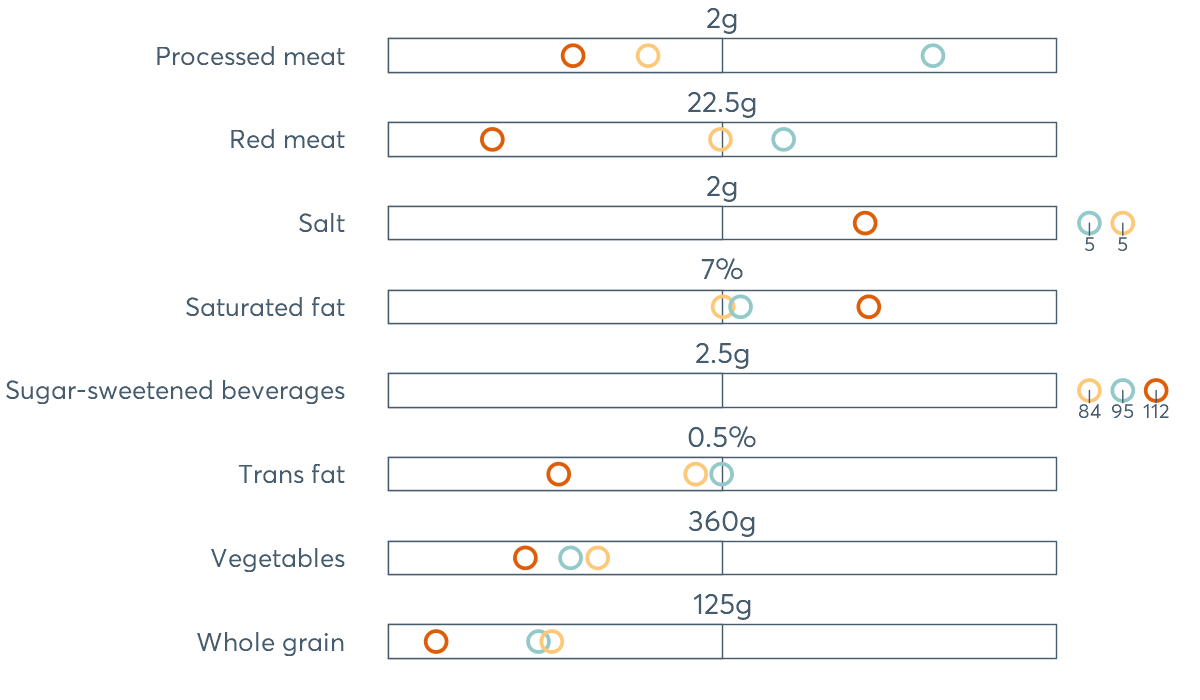 2g
Processed meat
22.5g
Red meat
2g
Salt
5 5
7%
Saturated fat
2.5g
Sugar-sweetened beverages
84 95 112
0.5%
Trans fat
360g
Vegetables
125g
Whole grain